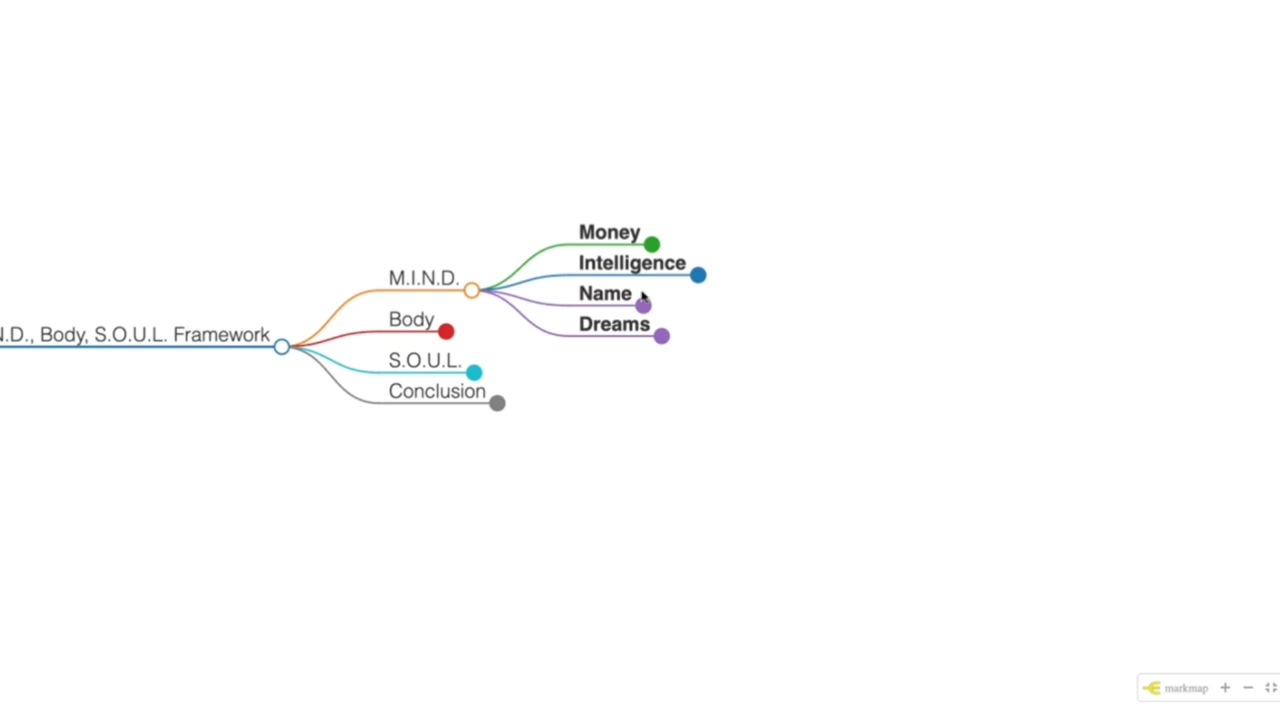 N.D., Body, S.O.U.L. Framework
M.I.N.D.
Body
S.O.U.L.
Conclusion
Money
Intelligence
Name
Dreams
markmap